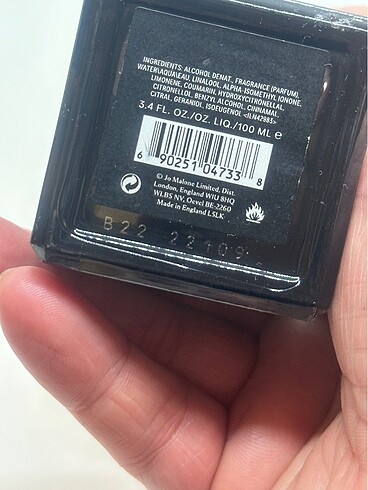 INGREDIENTS: ALCOHOL DENAT, FRAGRANCE (PARFUM),
WATER\AQUA\EAU, LINALOOL, ALPHA-ISOMETHYL IONONE,
LIMONENE, COUMARIN, HYDROXYCITRONELLAL,
CITRONELLOL, BENZYL ALCOHOL, CINNAMAL,
CITRAL, GERANIOL, ISOEUGENOL <ILN42985>
3.4 FL. OZ./OZ. LIQ./100 ML e
6 90251 04733 8
© Jo Malone Limited, Dist.
London, England W1U 8HQ
WLBS NV, Oevel BE-2260
Made in England L5LK
B22 22109